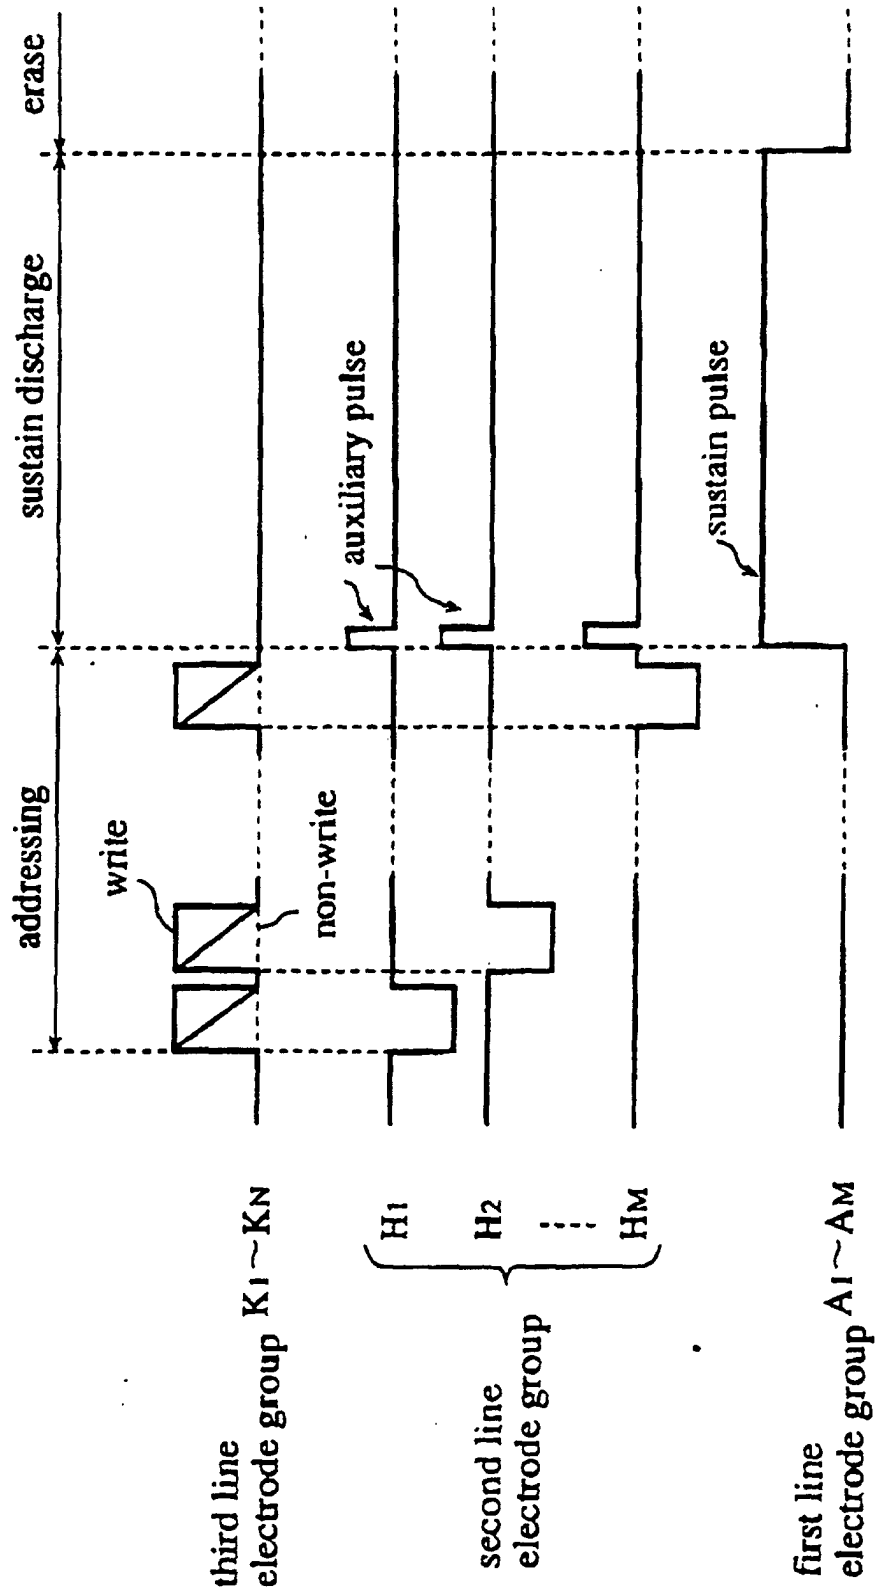 addressing
sustain discharge
erase
write
non-write
auxiliary pulse
sustain pulse
third line
electrode group K1~KN
H1
H2
HM
second line
electrode group
first line
electrode group A1~AM